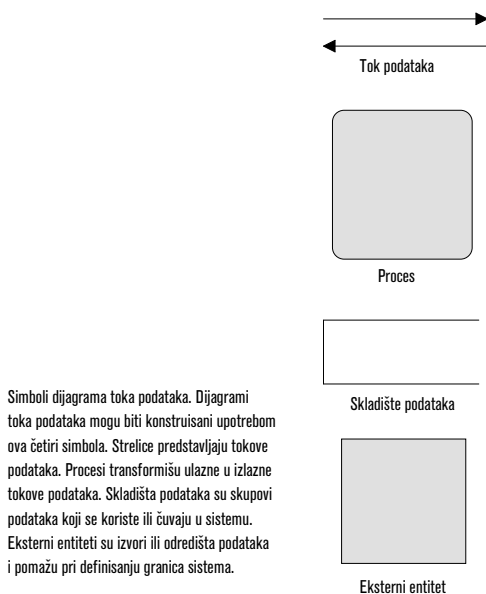 Tok podataka
Proces
Skladište podataka
Simboli dijagrama toka podataka. Dijagrami
toka podataka mogu biti konstruisani upotrebom
ova četiri simbola. Strelice predstavljaju tokove
podataka. Procesi transformišu ulazne u izlazne
tokove podataka. Skladišta podataka su skupovi
podataka koji se koriste ili čuvaju u sistemu.
Eksterni entiteti su izvori ili odredišta podataka
i pomažu pri definisanju granica sistema.
Eksterni entitet